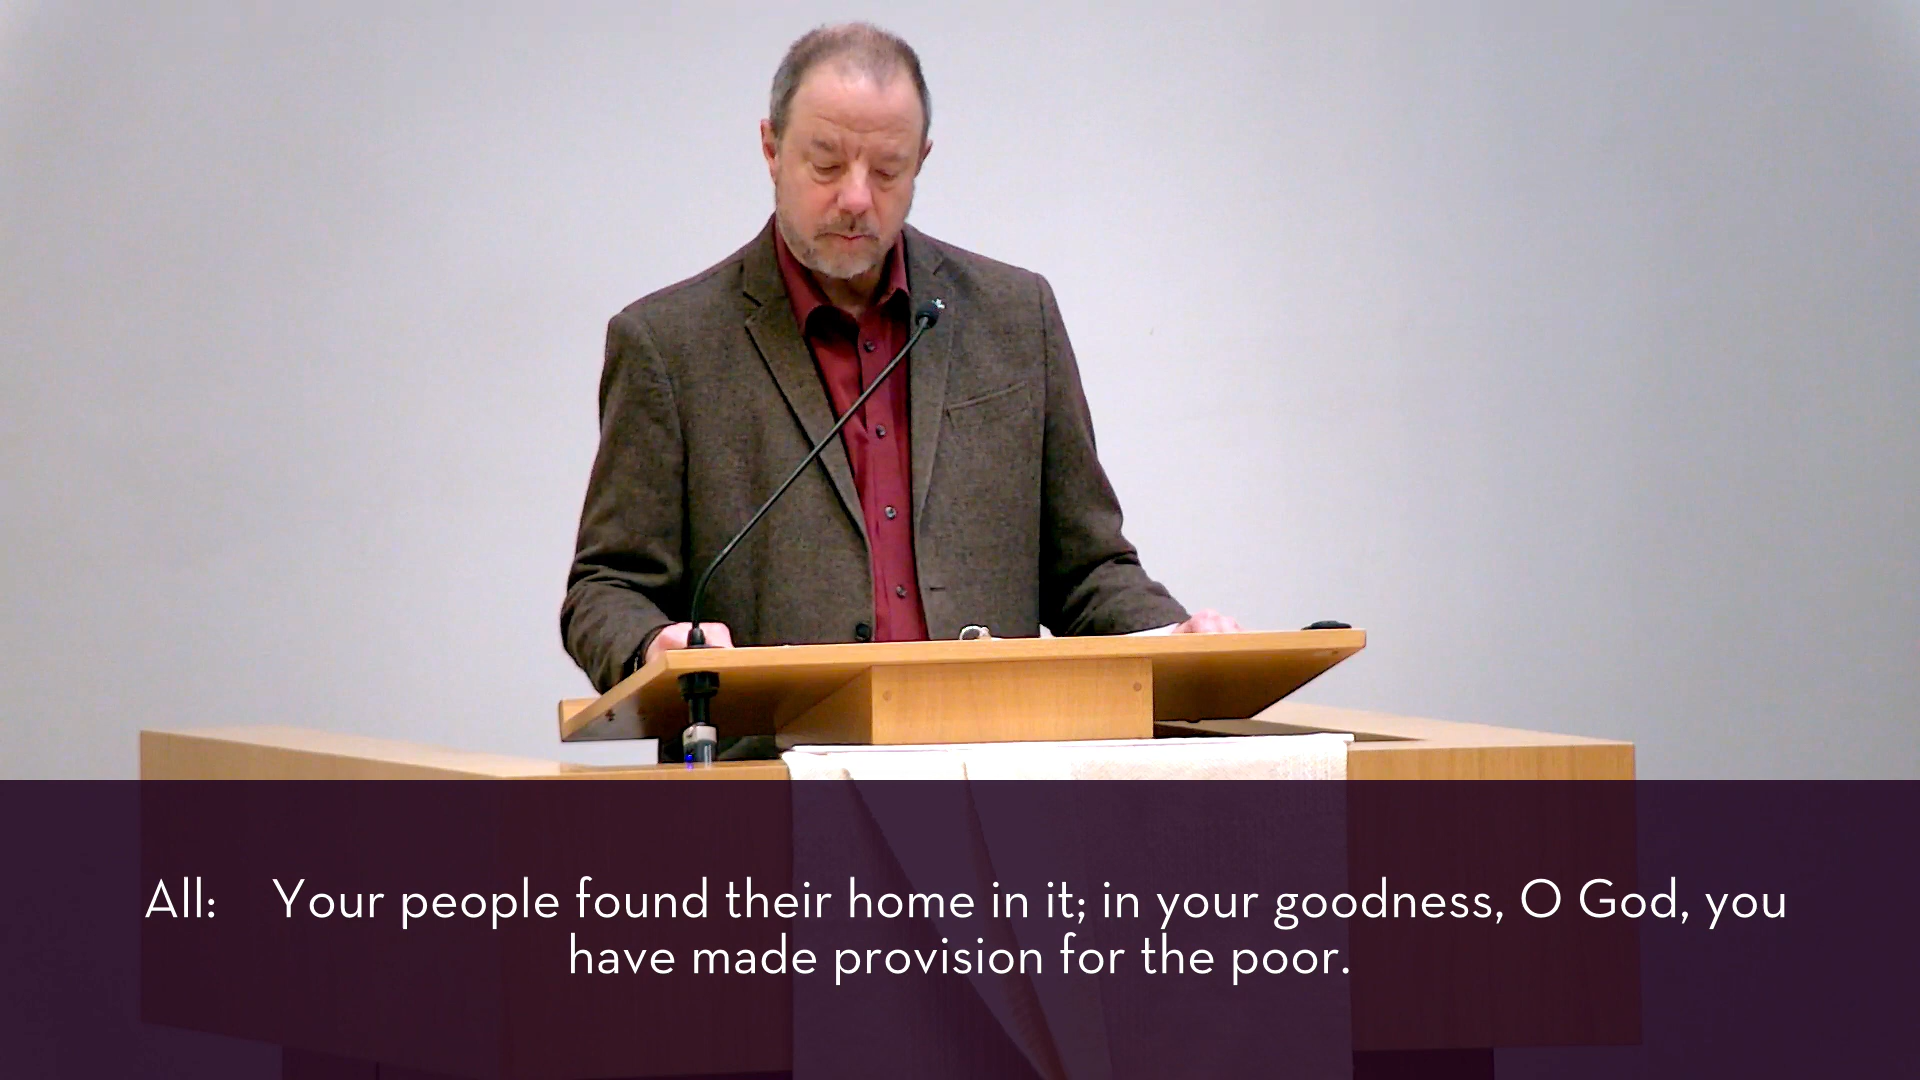 All: Your people found their home in it; in your goodness, O God, you
have made provision for the poor.